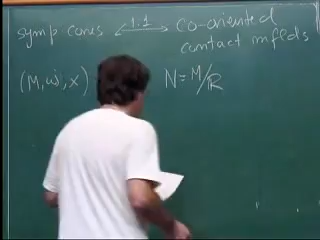 symp cones ←1:1→ co-oriented
contact mflds
(M, ω, X) N = M/ℝ